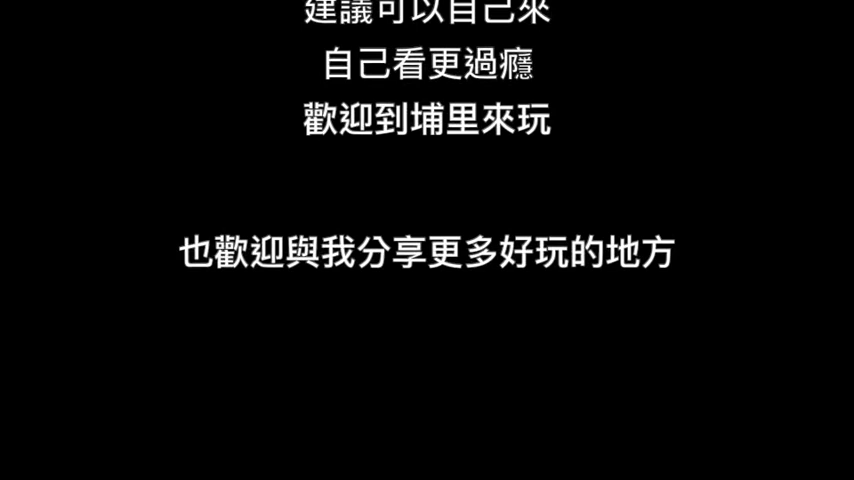 建議可以自己來
自己看更過癮
歡迎到埔里來玩
也歡迎與我分享更多好玩的地方